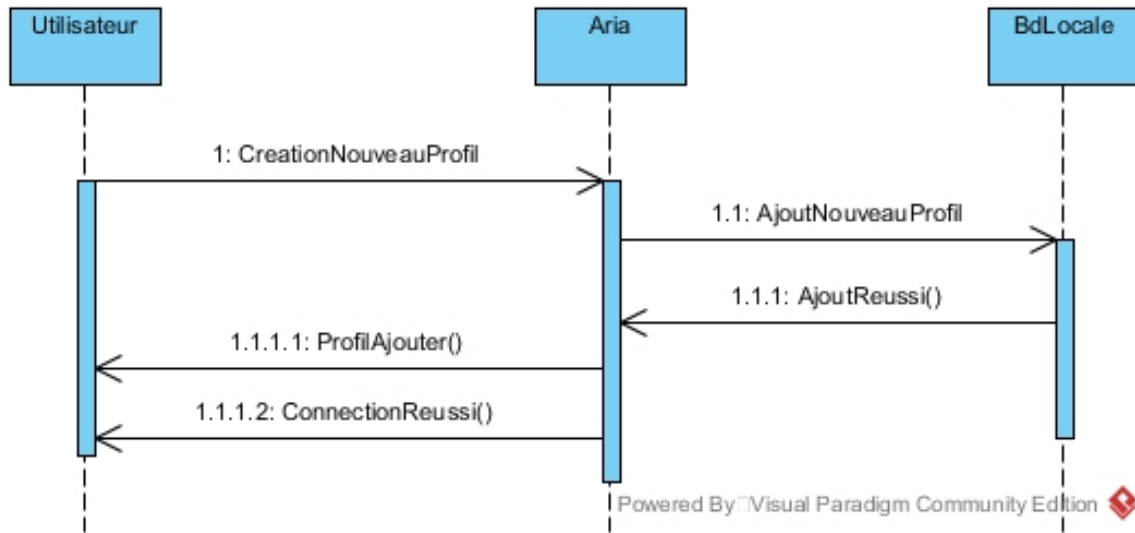 Utilisateur
Aria
BdLocale
1: CreationNouveauProfil
1.1: AjoutNouveauProfil
1.1.1: AjoutReussi()
1.1.1.1: ProfilAjouter()
1.1.1.2: ConnectionReussi()
Powered By Visual Paradigm Community Edition